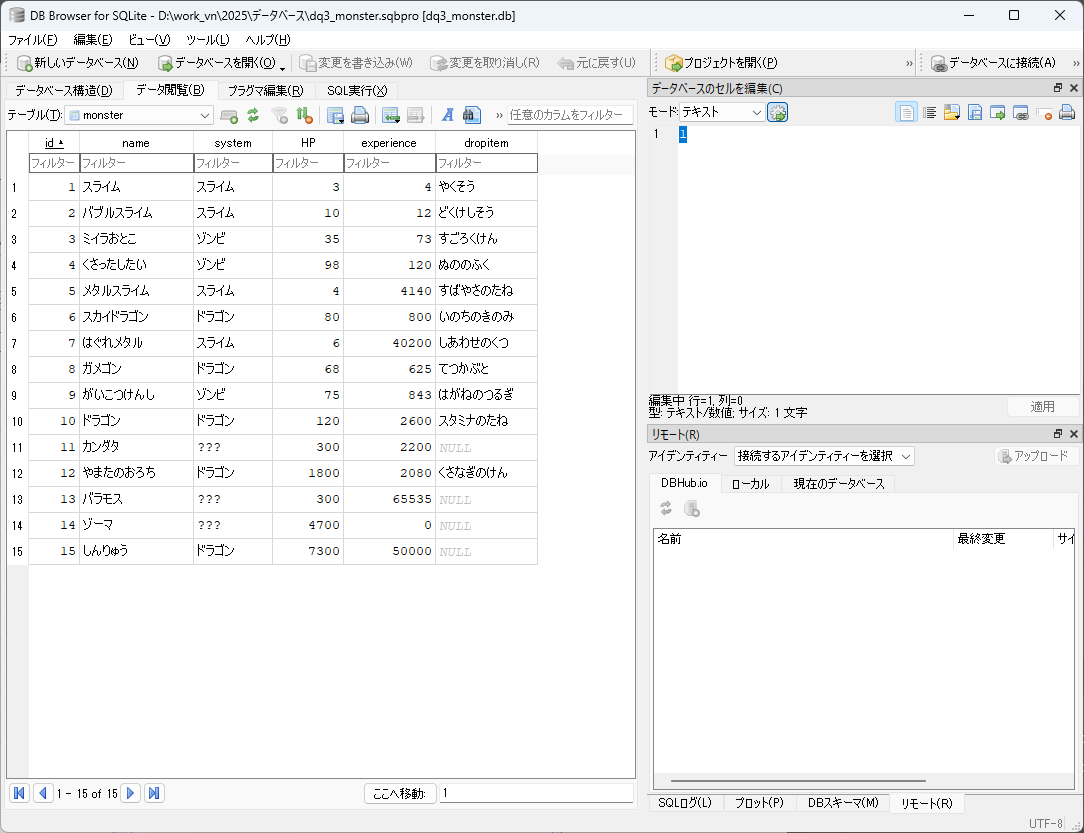 DB Browser for SQLite - D:\work_vn\2025\データベース\dq3_monster.sqbpro [dq3_monster.db]
ファイル(F) 編集(E) ビュー(V) ツール(L) ヘルプ(H)
新しいデータベース(N) データベースを開く(O) 変更を書き込み(W) 変更を取り消し(R) 元に戻す(U) プロジェクトを開く(P) » データベースに接続(A) »
データベース構造(D) データ閲覧(B) プラグマ編集(R) SQL実行(X)
テーブル(T): monster » 任意のカラムをフィルター
id name system HP experience dropitem
フィルター フィルター フィルター フィルター フィルター フィルター
1 1 スライム スライム 3 4 やくそう
2 2 バブルスライム スライム 10 12 どくけしそう
3 3 ミイラおとこ ゾンビ 35 73 すごろくけん
4 4 くさったしたい ゾンビ 98 120 ぬののふく
5 5 メタルスライム スライム 4 4140 すばやさのたね
6 6 スカイドラゴン ドラゴン 80 800 いのちのきのみ
7 7 はぐれメタル スライム 6 40200 しあわせのくつ
8 8 ガメゴン ドラゴン 68 625 てつかぶと
9 9 がいこつけんし ゾンビ 75 843 はがねのつるぎ
10 10 ドラゴン ドラゴン 120 2600 スタミナのたね
11 11 カンダタ ??? 300 2200 NULL
12 12 やまたのおろち ドラゴン 1800 2080 くさなぎのけん
13 13 バラモス ??? 300 65535 NULL
14 14 ゾーマ ??? 4700 0 NULL
15 15 しんりゅう ドラゴン 7300 50000 NULL
1 - 15 of 15 ここへ移動: 1
データベースのセルを編集(C)
モード: テキスト
1 1
編集中 行=1, 列=0
型: テキスト/数値; サイズ: 1 文字
適用
リモート(R)
アイデンティティー 接続するアイデンティティーを選択 アップロード
DBHub.io ローカル 現在のデータベース
名前 最終変更 サイ
SQLログ(L) プロット(P) DBスキーマ(M) リモート(R)
UTF-8